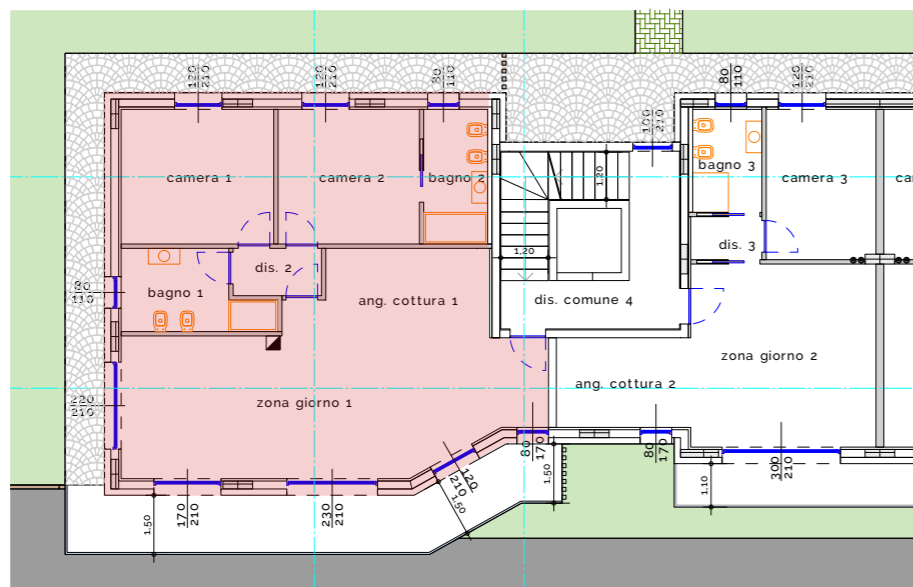 120
210
120
210
80
110
100
210
80
110
120
210
camera 1
camera 2
bagno 2
1,20
bagno 3
camera 3
ca
1,20
dis. 2
dis. 3
80
110
bagno 1
ang. cottura 1
dis. comune 4
zona giorno 2
ang. cottura 2
220
210
zona giorno 1
80
170
80
170
120
210
300
210
1,50
1,50
1,50
1,10
170
210
230
210